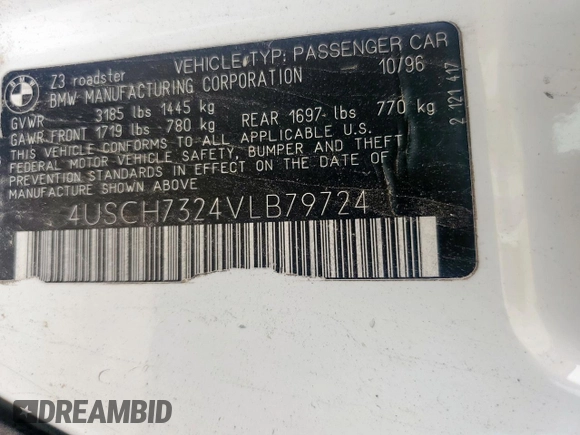 BMW
Z3 roadster
VEHICLE TYP: PASSENGER CAR
BMW MANUFACTURING CORPORATION 10/96
GVWR 3185 lbs 1445 kg
GAWR FRONT 1719 lbs 780 kg REAR 1697 lbs 770 kg
THIS VEHICLE CONFORMS TO ALL APPLICABLE U.S.
FEDERAL MOTOR VEHICLE SAFETY, BUMPER AND THEFT
PREVENTION STANDARDS IN EFFECT ON THE DATE OF
MANUFACTURE SHOWN ABOVE
2 121 417
4USCH7324VLB79724
DREAMBID